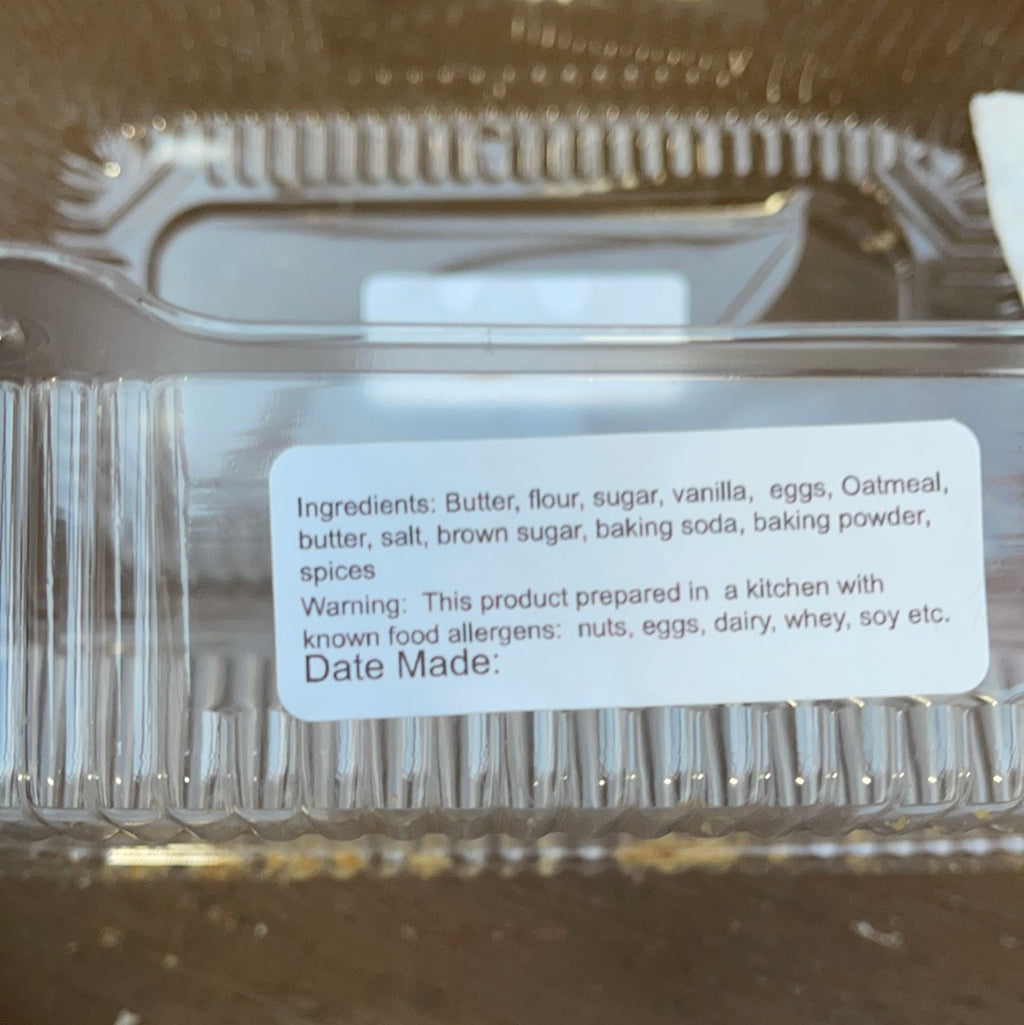 Ingredients: Butter, flour, sugar, vanilla,  eggs, Oatmeal,
butter, salt, brown sugar, baking soda, baking powder,
spices
Warning:  This product prepared in  a kitchen with
known food allergens:  nuts, eggs, dairy, whey, soy etc.
Date Made: